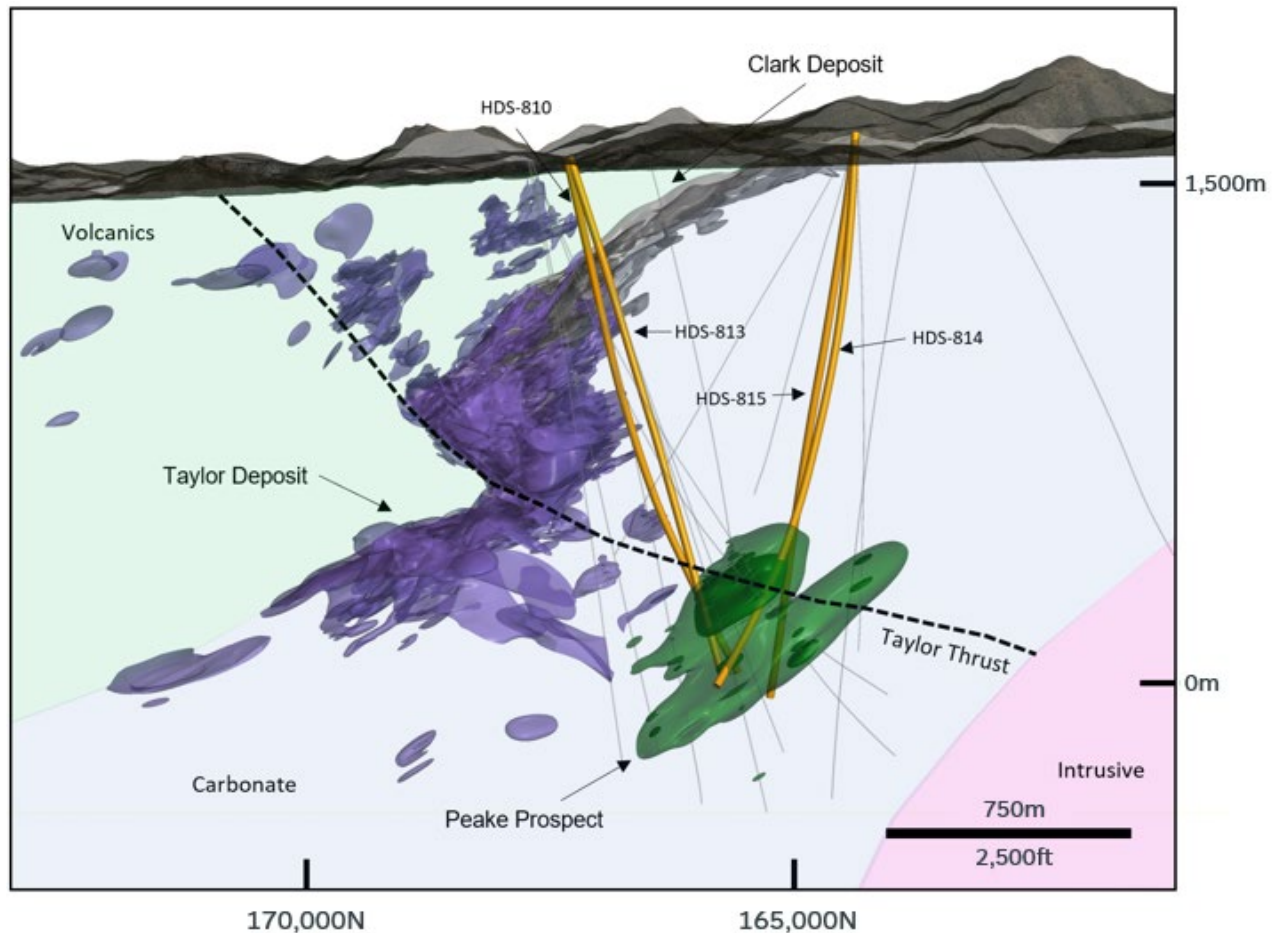 Clark Deposit
HDS-810
1,500m
Volcanics
HDS-813
HDS-814
HDS-815
Taylor Deposit
Taylor Thrust
0m
Carbonate
Intrusive
Peake Prospect
750m
2,500ft
170,000N
165,000N